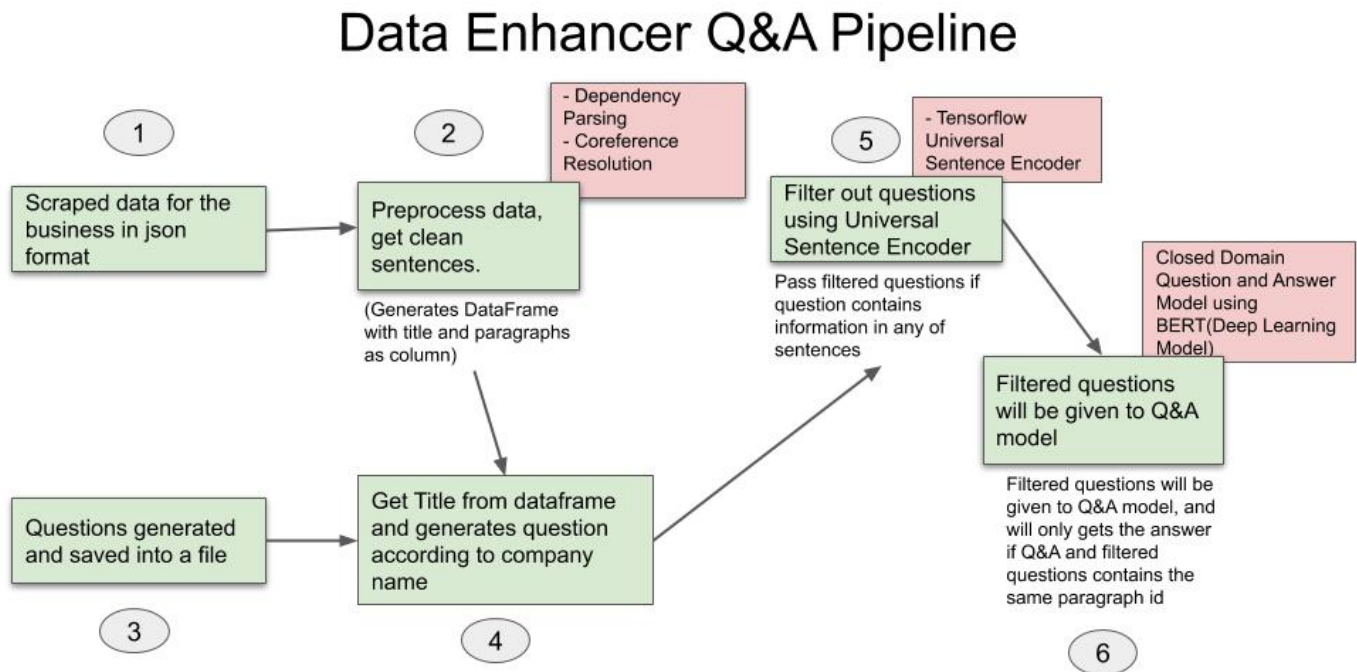 Data Enhancer Q&A Pipeline
1
Scraped data for the
business in json
format
2
- Dependency
Parsing
- Coreference
Resolution
Preprocess data,
get clean
sentences.
(Generates DataFrame
with title and paragraphs
as column)
3
Questions generated
and saved into a file
4
Get Title from dataframe
and generates question
according to company
name
5
- Tensorflow
Universal
Sentence Encoder
Filter out questions
using Universal
Sentence Encoder
Pass filtered questions if
question contains
information in any of
sentences
Closed Domain
Question and Answer
Model using
BERT(Deep Learning
Model)
Filtered questions
will be given to Q&A
model
Filtered questions will be
given to Q&A model, and
will only gets the answer
if Q&A and filtered
questions contains the
same paragraph id
6